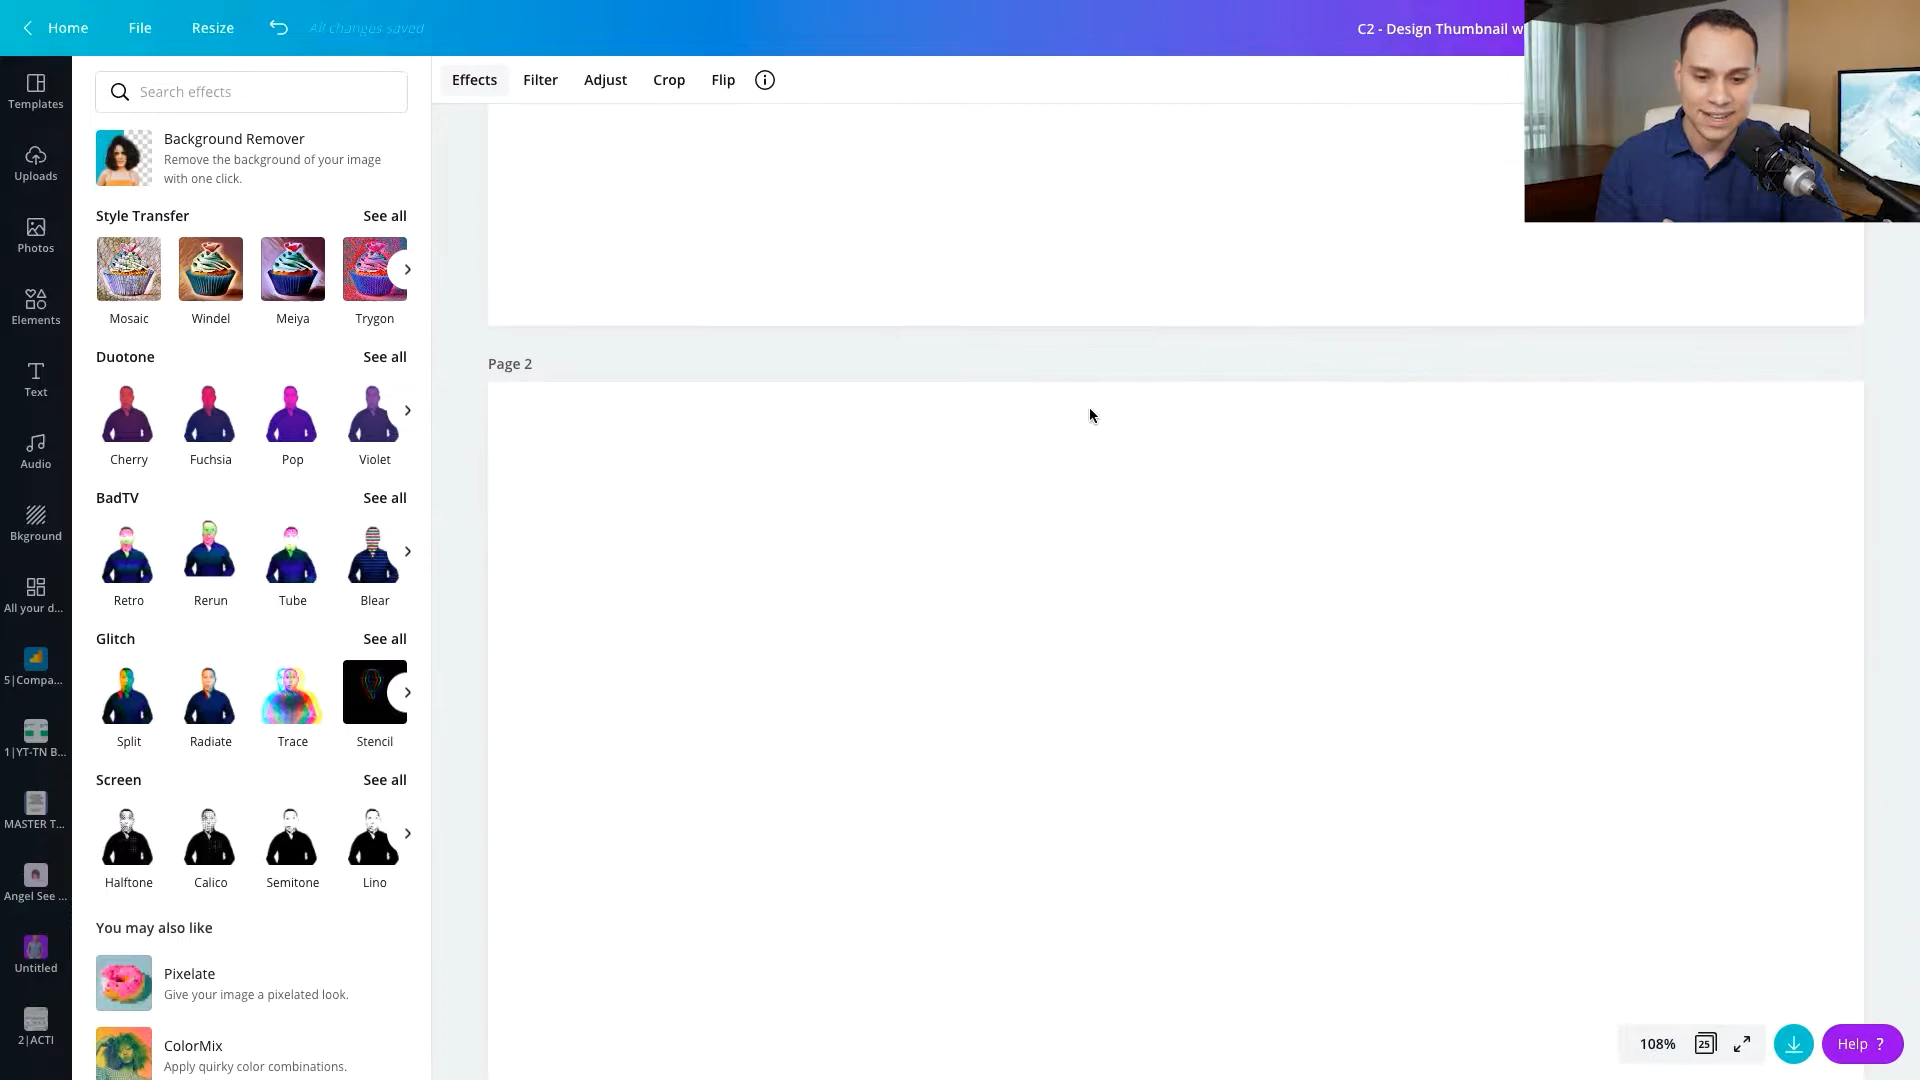 Home
File
Resize
All changes saved
C2 - Design Thumbnail w
Templates
Uploads
Photos
Elements
Text
Audio
Bkground
All your d...
5|Compa...
1|YT-TN B...
MASTER T...
Angel See ...
Untitled
2|ACTI
Search effects
Background Remover
Remove the background of your image
with one click.
Style Transfer See all
Mosaic Windel Meiya Trygon
Duotone See all
Cherry Fuchsia Pop Violet
BadTV See all
Retro Rerun Tube Blear
Glitch See all
Split Radiate Trace Stencil
Screen See all
Halftone Calico Semitone Lino
You may also like
Pixelate
Give your image a pixelated look.
ColorMix
Apply quirky color combinations.
Effects Filter Adjust Crop Flip
Page 2
108% 25
Help ?